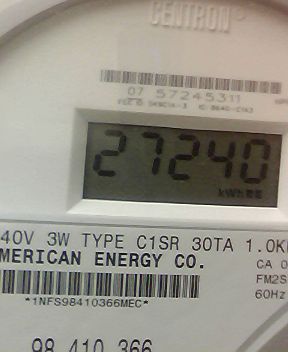 CENTRON®
07 57245311
27240
kWh
40V 3W TYPE C1SR 30TA 1.0K
MERICAN ENERGY CO.
CA 0
FM2S
60Hz
*1NFS98410366MEC*
98 410 366